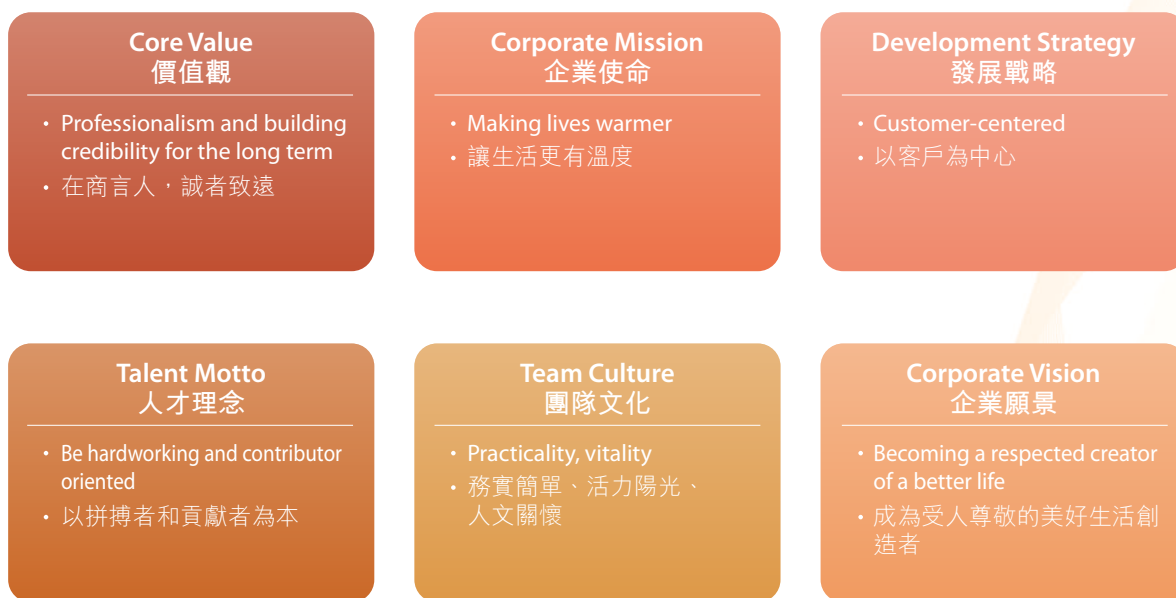 Core Value
價值觀
• Professionalism and building
credibility for the long term
• 在商言人，誠者致遠
Corporate Mission
企業使命
• Making lives warmer
• 讓生活更有溫度
Development Strategy
發展戰略
• Customer-centered
• 以客戶為中心
Talent Motto
人才理念
• Be hardworking and contributor
oriented
• 以拼搏者和貢獻者為本
Team Culture
團隊文化
• Practicality, vitality
• 務實簡單、活力陽光、
人文關懷
Corporate Vision
企業願景
• Becoming a respected creator
of a better life
• 成為受人尊敬的美好生活創
造者